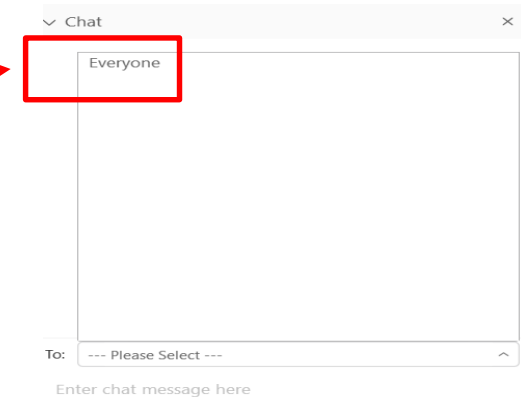 Chat
Everyone
To: --- Please Select ---
Enter chat message here